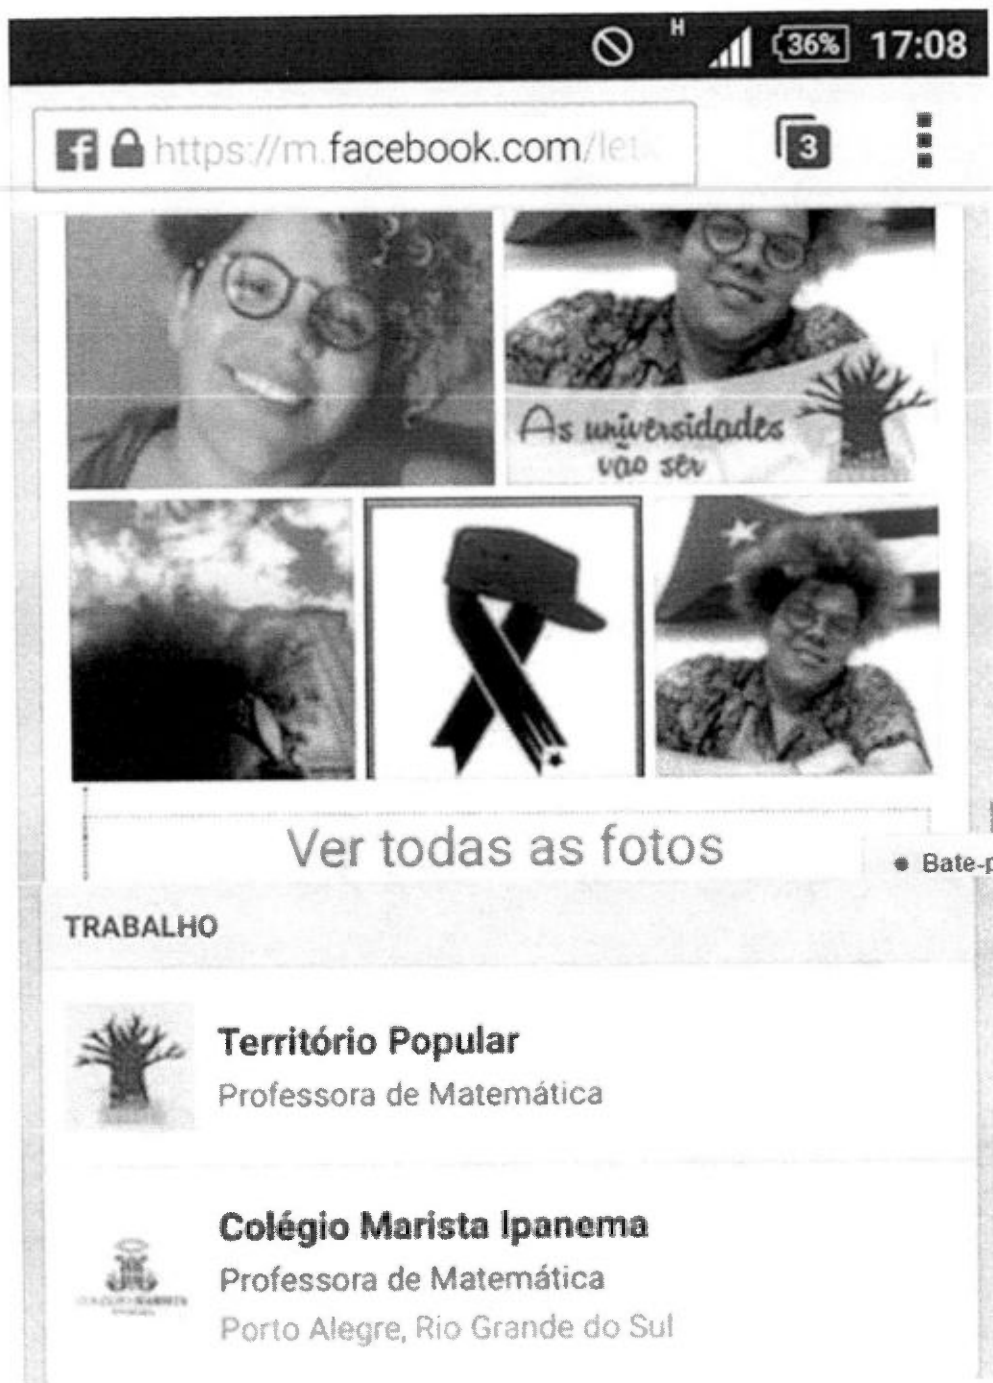 H 36% 17:08
https://m.facebook.com/let
3
As universidades
vão ser
Ver todas as fotos
Bate-p
TRABALHO
Território Popular
Professora de Matemática
Colégio Marista Ipanema
Professora de Matemática
Porto Alegre, Rio Grande do Sul